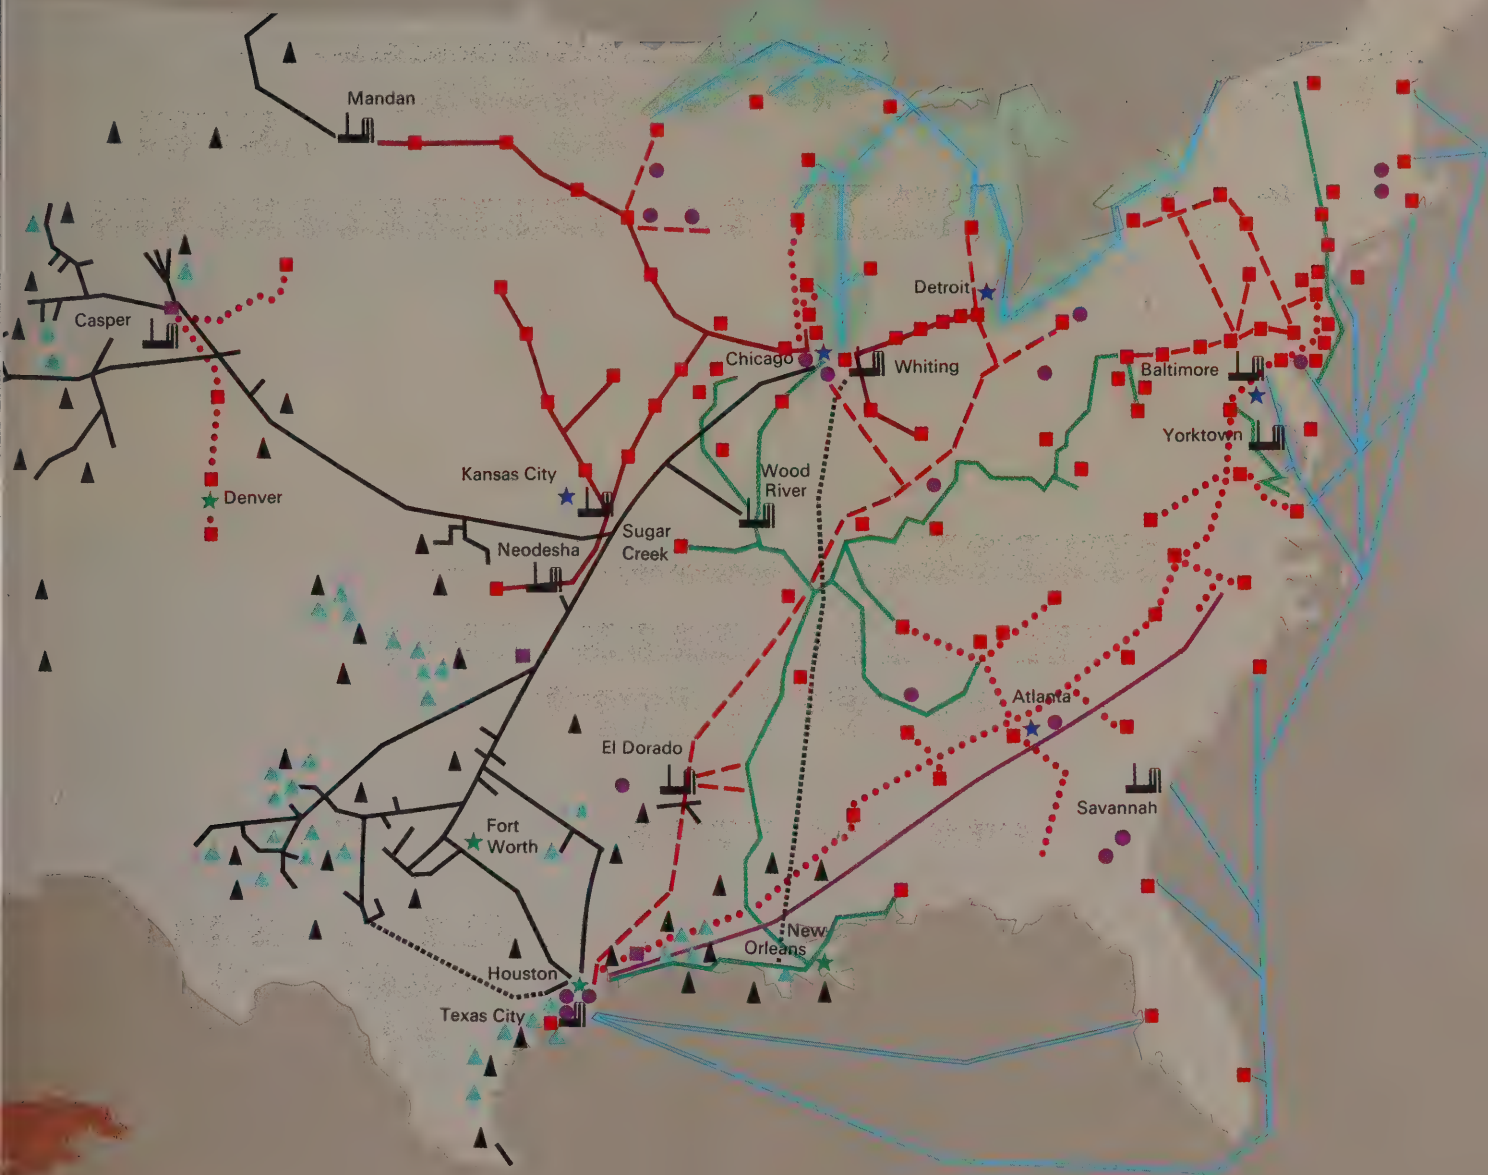 Mandan
Casper
Detroit
Chicago
Whiting
Baltimore
Yorktown
Kansas City
Denver
Wood
River
Sugar
Creek
Neodesha
Atlanta
El Dorado
Savannah
Fort
Worth
New
Orleans
Houston
Texas City